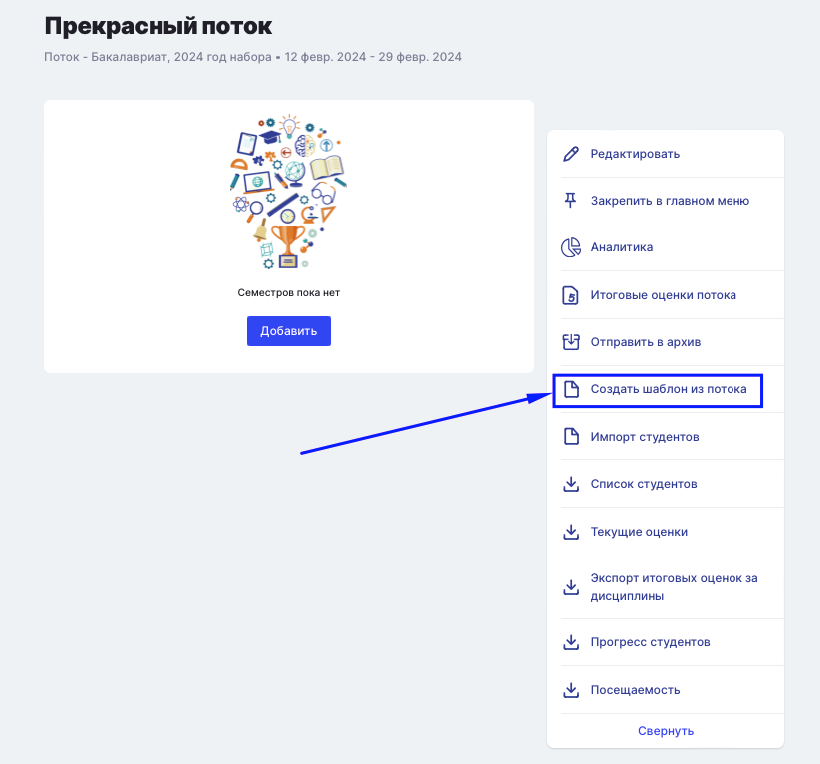 Прекрасный поток
Поток - Бакалавриат, 2024 год набора • 12 февр. 2024 - 29 февр. 2024
Семестров пока нет
Добавить
Редактировать
Закрепить в главном меню
Аналитика
Итоговые оценки потока
Отправить в архив
Создать шаблон из потока
Импорт студентов
Список студентов
Текущие оценки
Экспорт итоговых оценок за
дисциплины
Прогресс студентов
Посещаемость
Свернуть